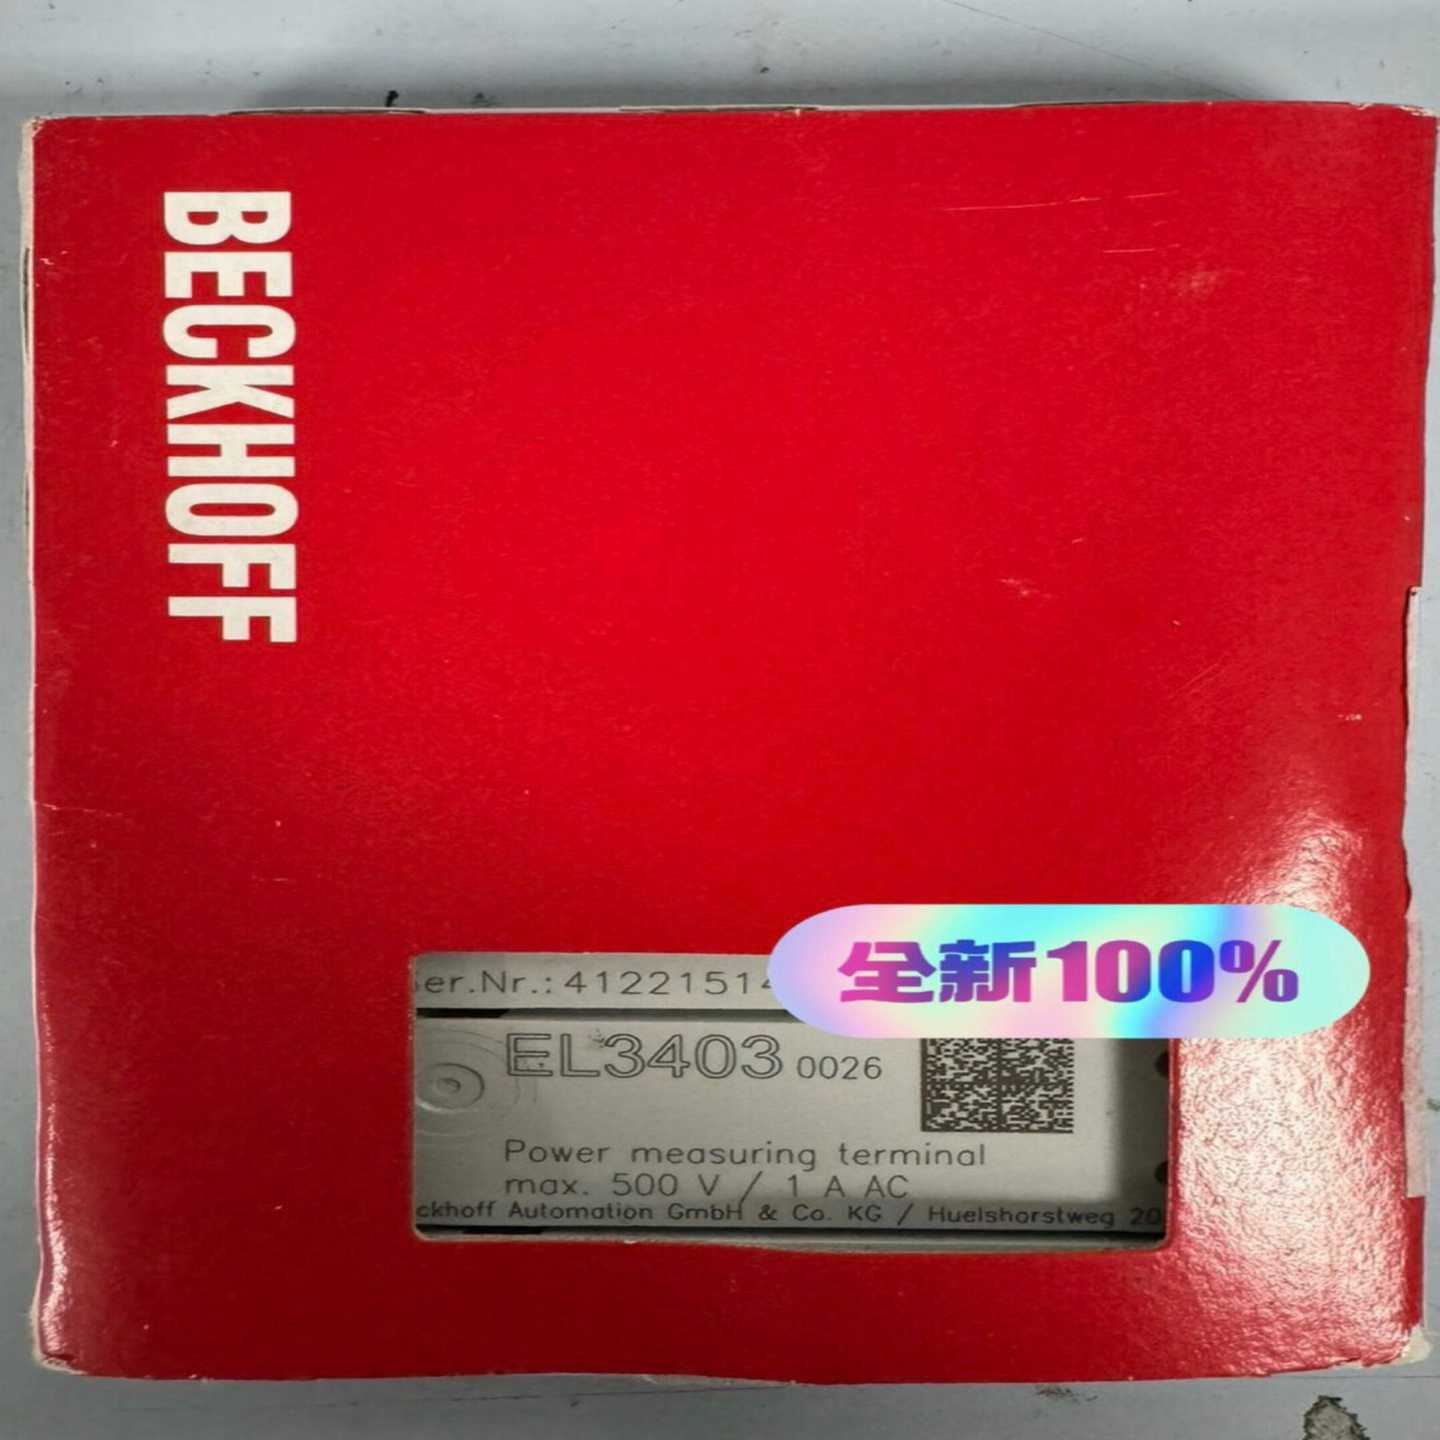 BECKHOFF
全新100%
Ser.Nr.: 41221514
EL3403 0026
Power measuring terminal
max. 500 V / 1 A AC
ckhoff Automation GmbH & Co. KG / Huelshorstweg 20